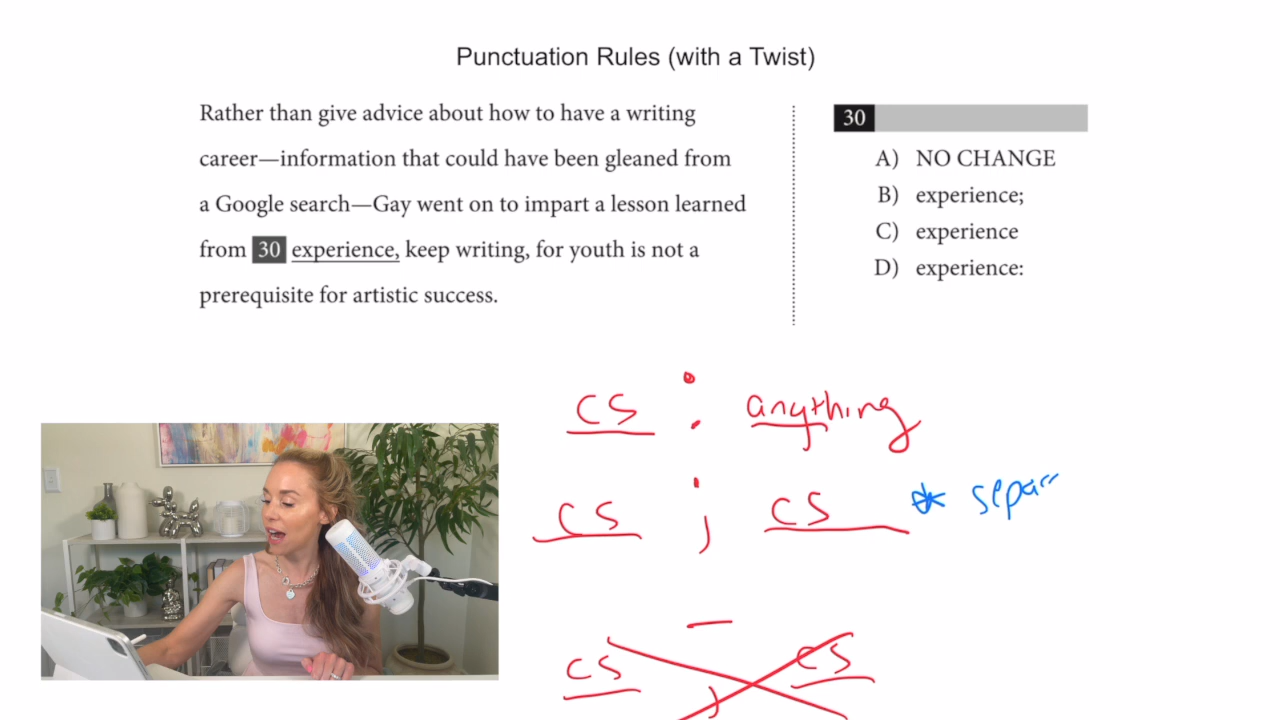 Punctuation Rules (with a Twist)
Rather than give advice about how to have a writing
career—information that could have been gleaned from
a Google search—Gay went on to impart a lesson learned
from 30 experience, keep writing, for youth is not a
prerequisite for artistic success.
30
A) NO CHANGE
B) experience;
C) experience
D) experience:
CS : anything
CS ; CS * separ
CS , CS